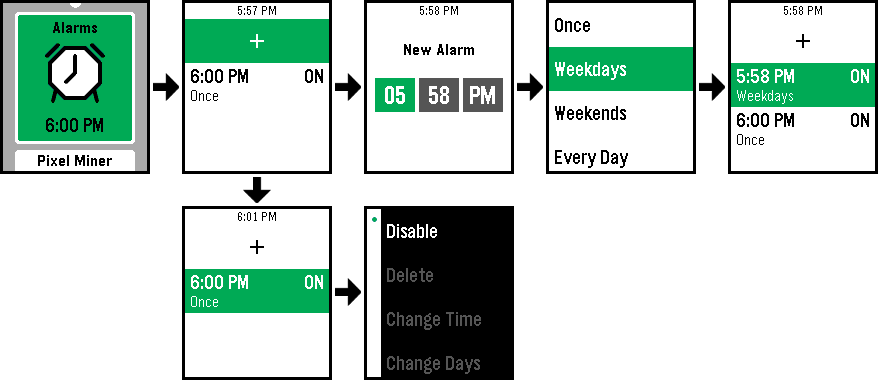 Alarms
6:00 PM
Pixel Miner
5:57 PM
+
6:00 PM ON
Once
5:58 PM
New Alarm
05 58 PM
Once
Weekdays
Weekends
Every Day
5:58 PM
+
5:58 PM ON
Weekdays
6:00 PM ON
Once
6:01 PM
+
6:00 PM ON
Once
Disable
Delete
Change Time
Change Days